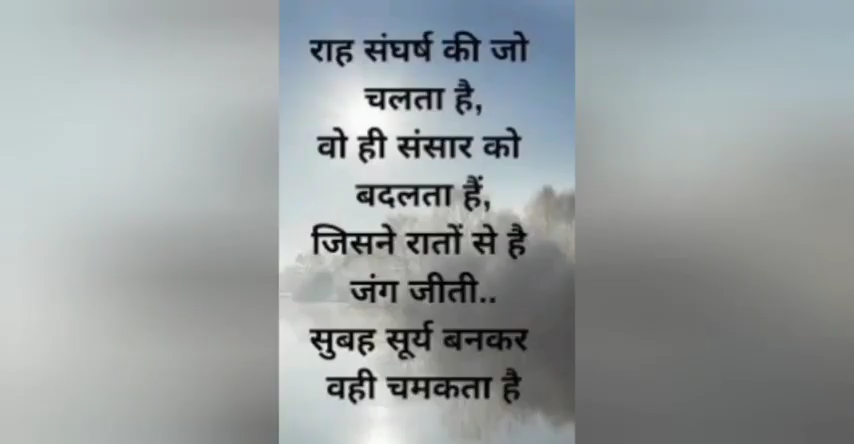 राह संघर्ष की जो
चलता है,
वो ही संसार को
बदलता हैं,
जिसने रातों से है
जंग जीती..
सुबह सूर्य बनकर
वही चमकता है